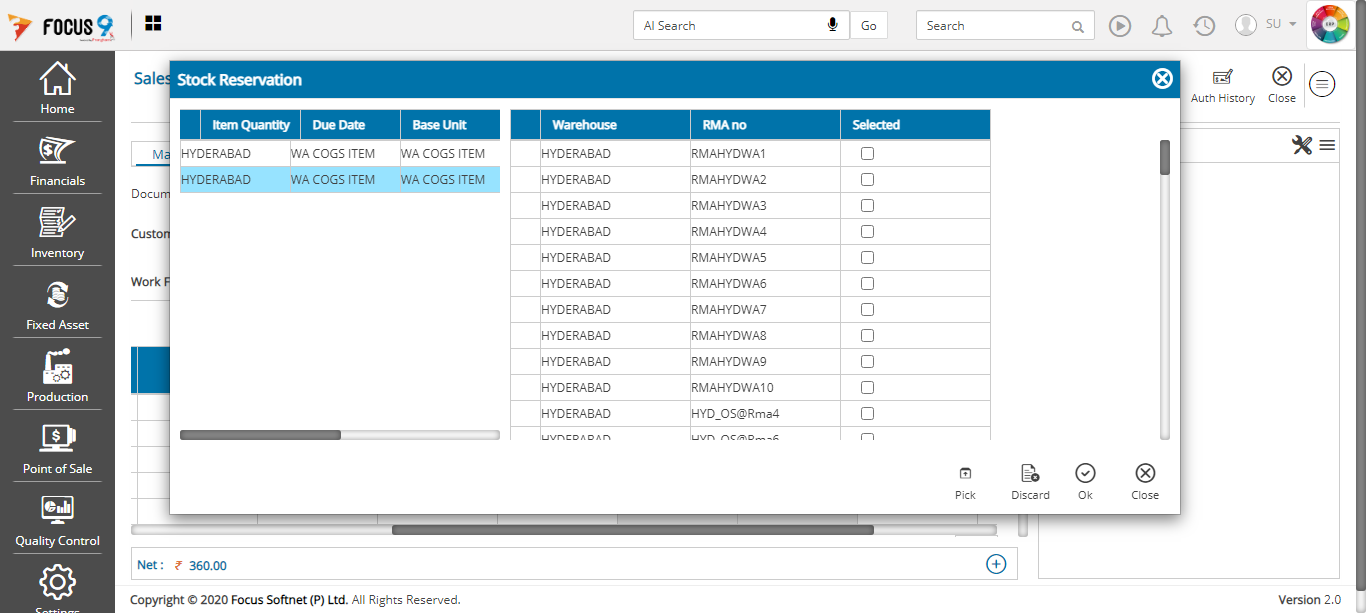 FOCUS 9
AI Search
Go
Search
SU
Home
Financials
Inventory
Fixed Asset
Production
Point of Sale
Quality Control
Settings
Sales
Auth History
Close
Ma
Docum
Custom
Work F
Stock Reservation
Item Quantity Due Date Base Unit
HYDERABAD WA COGS ITEM WA COGS ITEM
HYDERABAD WA COGS ITEM WA COGS ITEM
Warehouse RMA no Selected
HYDERABAD RMAHYDWA1
HYDERABAD RMAHYDWA2
HYDERABAD RMAHYDWA3
HYDERABAD RMAHYDWA4
HYDERABAD RMAHYDWA5
HYDERABAD RMAHYDWA6
HYDERABAD RMAHYDWA7
HYDERABAD RMAHYDWA8
HYDERABAD RMAHYDWA9
HYDERABAD RMAHYDWA10
HYDERABAD HYD_OS@Rma4
HYDERABAD HYD_OS@Rma6
Pick
Discard
Ok
Close
Net : ₹ 360.00
Copyright © 2020 Focus Softnet (P) Ltd. All Rights Reserved.
Version 2.0